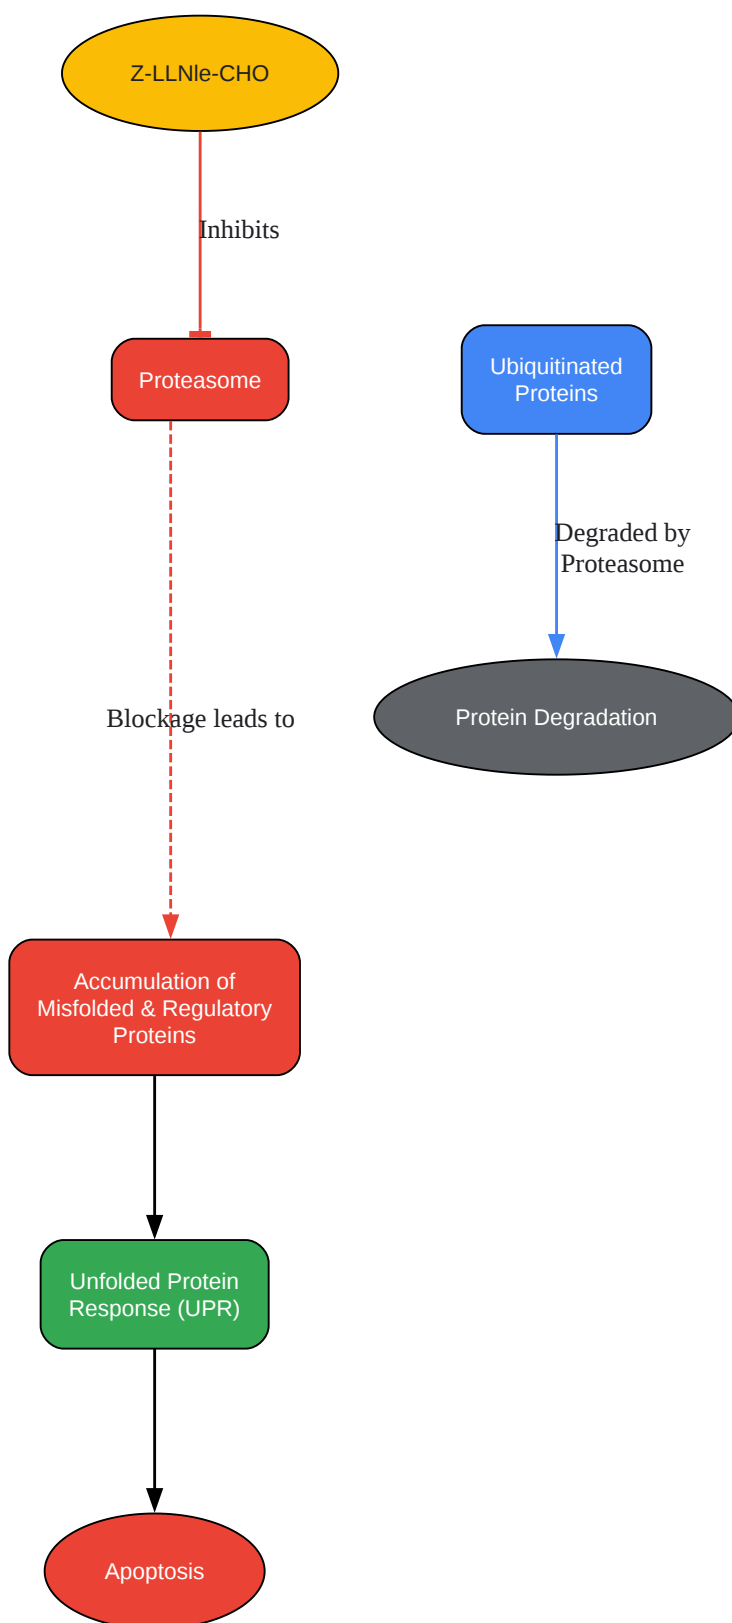 Z-LLNle-CHO
Inhibits
Proteasome
Ubiquitinated
Proteins
Degraded by
Proteasome
Blockage leads to
Protein Degradation
Accumulation of
Misfolded & Regulatory
Proteins
Unfolded Protein
Response (UPR)
Apoptosis